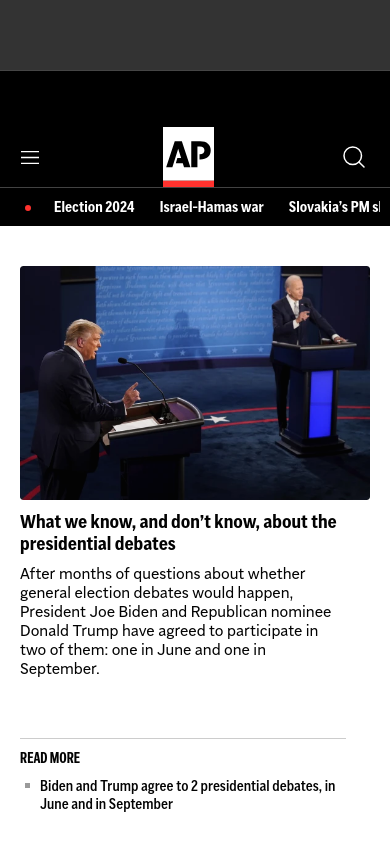 AP
Election 2024 Israel-Hamas war Slovakia's PM
What we know, and don't know, about the
presidential debates
After months of questions about whether
general election debates would happen,
President Joe Biden and Republican nominee
Donald Trump have agreed to participate in
two of them: one in June and one in
September.
READ MORE
Biden and Trump agree to 2 presidential debates, in
June and in September